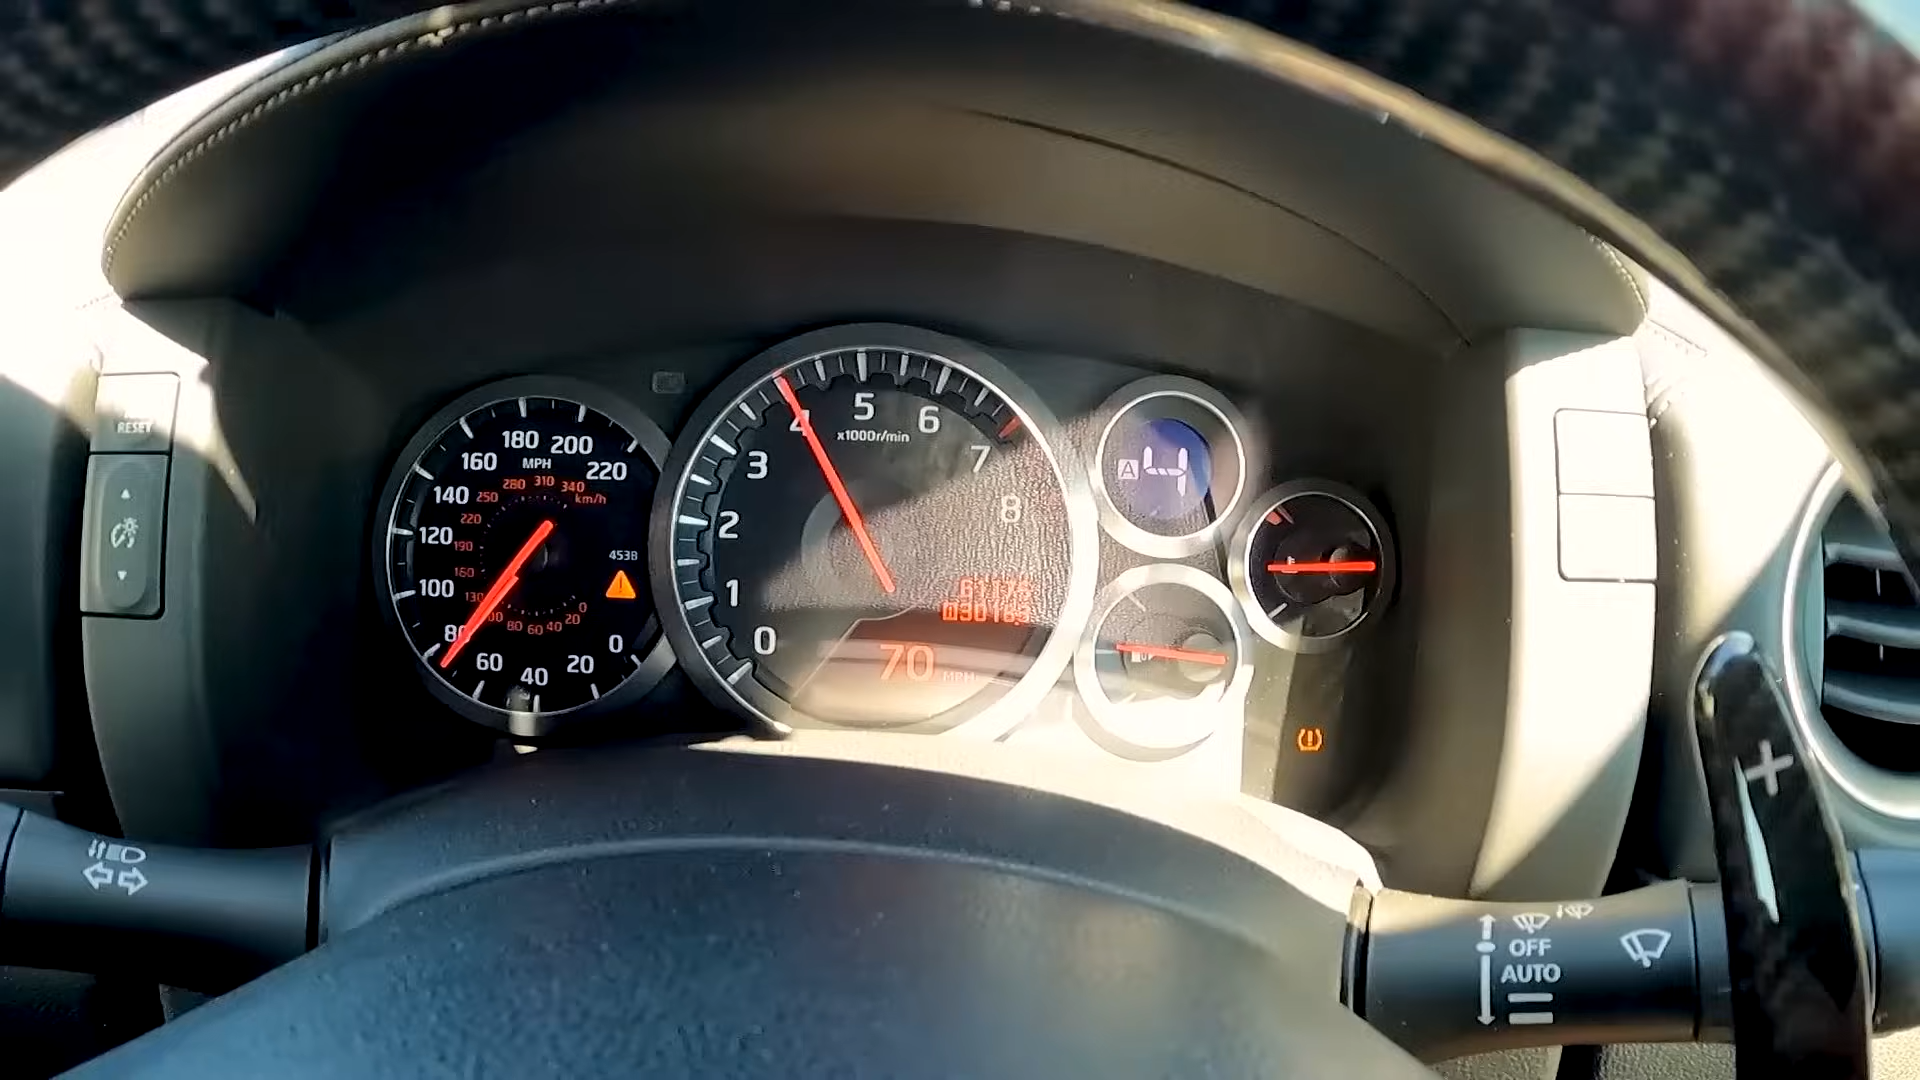 RESET
180 200
160 MPH 220
140
120
100
80
60 40 20 0
280 310 340
250 km/h
220
190
160
130
80 60 40 20 0
453B
4 5 6
x1000r/min
3 7
2 8
1
0
70 MPH
A 4
+
OFF
AUTO